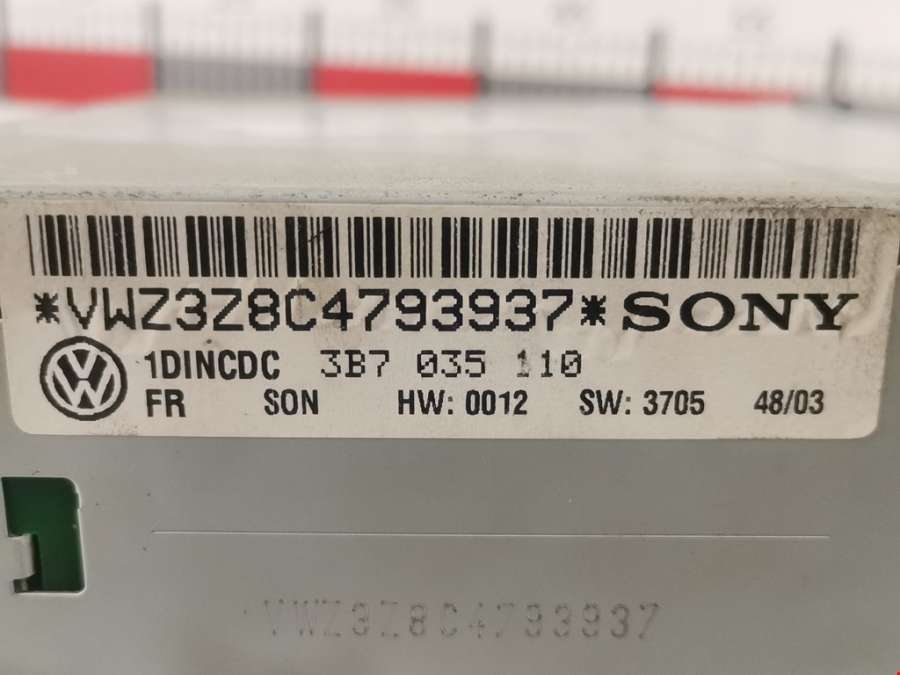 *VWZ3Z8C4793937* SONY
1DINCDC 3B7 035 110
FR SON HW: 0012 SW: 3705 48/03
VWZ3Z8C4793937